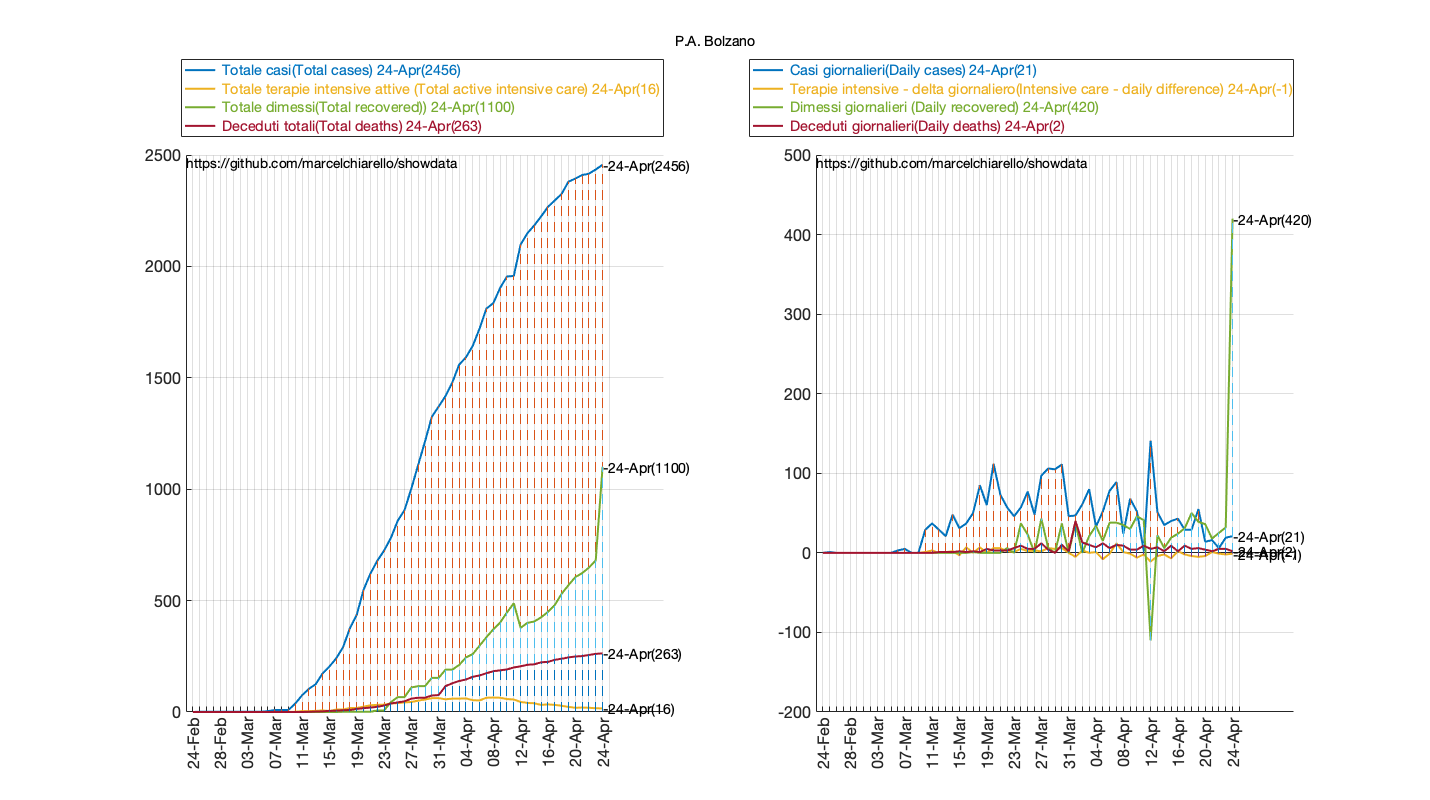 P.A. Bolzano
Totale casi(Total cases) 24-Apr(2456)
Totale terapie intensive attive (Total active intensive care) 24-Apr(16)
Totale dimessi(Total recovered)) 24-Apr(1100)
Deceduti totali(Total deaths) 24-Apr(263)
https://github.com/marcelchiarello/showdata
2500
2000
1500
1000
500
0
-24-Apr(2456)
-24-Apr(1100)
-24-Apr(263)
-24-Apr(16)
24-Feb
28-Feb
03-Mar
07-Mar
11-Mar
15-Mar
19-Mar
23-Mar
27-Mar
31-Mar
04-Apr
08-Apr
12-Apr
16-Apr
20-Apr
24-Apr
Casi giornalieri(Daily cases) 24-Apr(21)
Terapie intensive - delta giornaliero(Intensive care - daily difference) 24-Apr(-1)
Dimessi giornalieri (Daily recovered) 24-Apr(420)
Deceduti giornalieri(Daily deaths) 24-Apr(2)
https://github.com/marcelchiarello/showdata
500
400
300
200
100
0
-100
-200
-24-Apr(420)
-24-Apr(21)
-24-Apr(2)
-24-Apr(-1)
24-Feb
28-Feb
03-Mar
07-Mar
11-Mar
15-Mar
19-Mar
23-Mar
27-Mar
31-Mar
04-Apr
08-Apr
12-Apr
16-Apr
20-Apr
24-Apr